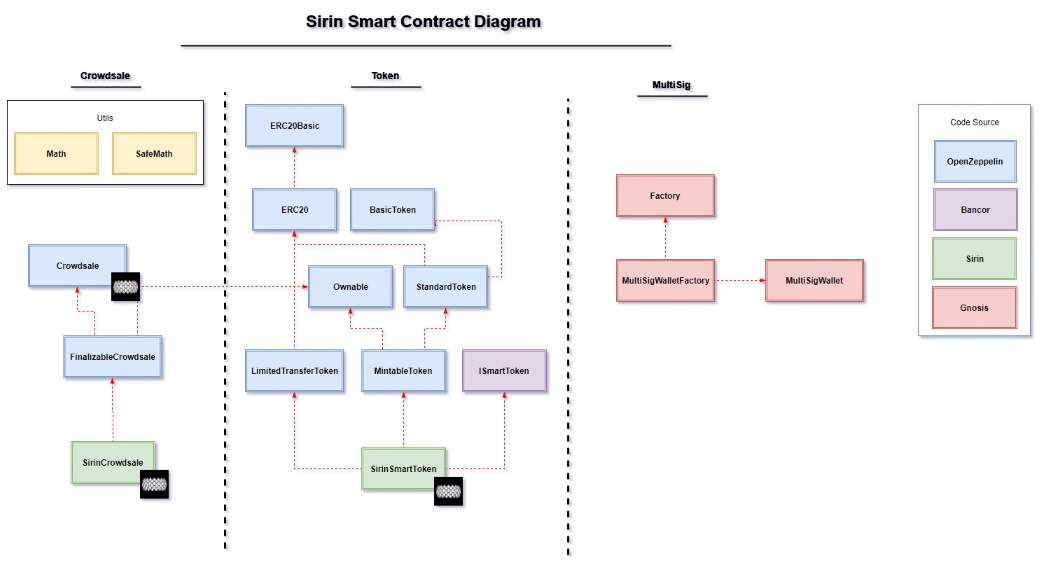 Sirin Smart Contract Diagram
Crowdsale
Utils
Math
SafeMath
Crowdsale
FinalizableCrowdsale
SirinCrowdsale
Token
ERC20Basic
ERC20
BasicToken
Ownable
StandardToken
LimitedTransferToken
MintableToken
ISmartToken
SirinSmartToken
MultiSig
Factory
MultiSigWalletFactory
MultiSigWallet
Code Source
OpenZeppelin
Bancor
Sirin
Gnosis